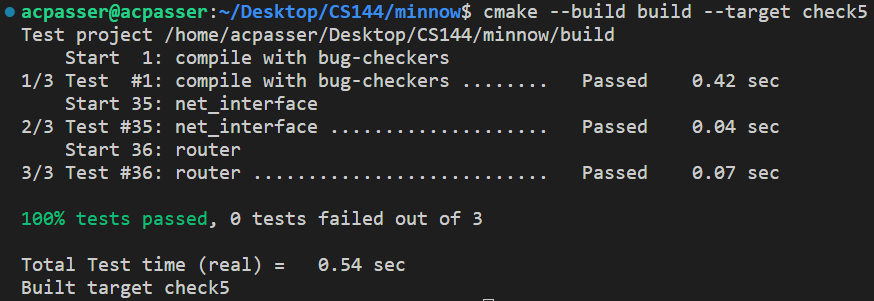 acpasser@acpasser:~/Desktop/CS144/minnow$ cmake --build build --target check5
Test project /home/acpasser/Desktop/CS144/minnow/build
    Start  1: compile with bug-checkers
1/3 Test  #1: compile with bug-checkers ........   Passed    0.42 sec
    Start 35: net_interface
2/3 Test #35: net_interface ....................   Passed    0.04 sec
    Start 36: router
3/3 Test #36: router ...........................   Passed    0.07 sec

100% tests passed, 0 tests failed out of 3

Total Test time (real) =   0.54 sec
Built target check5